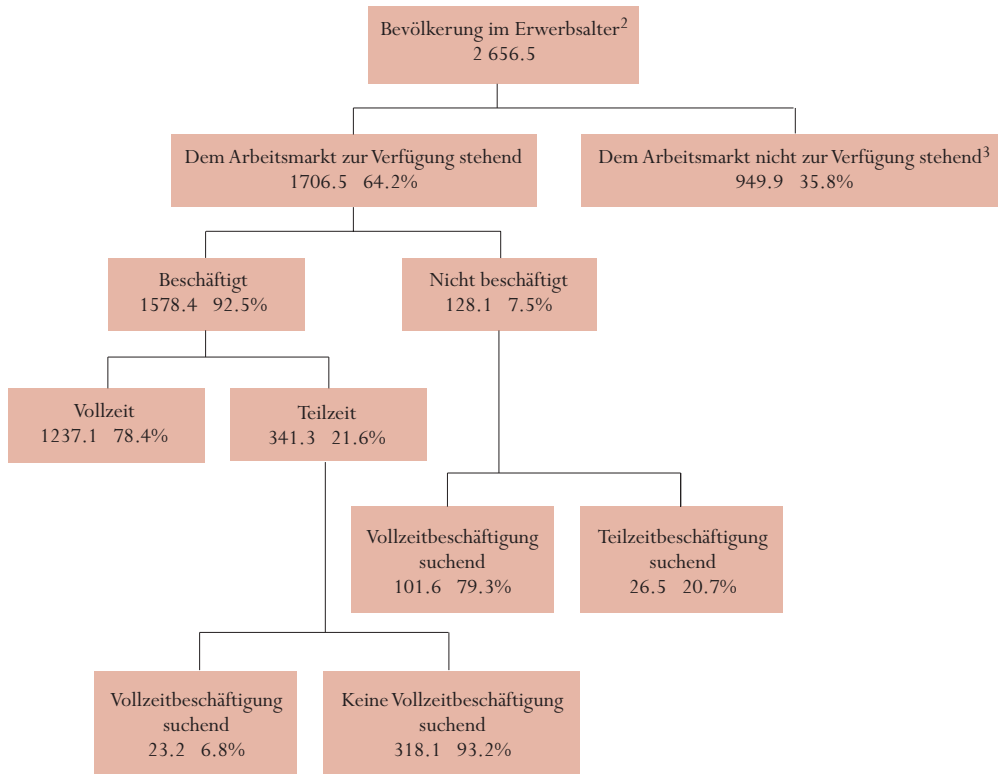 Bevölkerung im Erwerbsalter²
2 656.5
Dem Arbeitsmarkt zur Verfügung stehend
1706.5 64.2%
Dem Arbeitsmarkt nicht zur Verfügung stehend³
949.9 35.8%
Beschäftigt
1578.4 92.5%
Nicht beschäftigt
128.1 7.5%
Vollzeit
1237.1 78.4%
Teilzeit
341.3 21.6%
Vollzeitbeschäftigung
suchend
101.6 79.3%
Teilzeitbeschäftigung
suchend
26.5 20.7%
Vollzeitbeschäftigung
suchend
23.2 6.8%
Keine Vollzeitbeschäftigung
suchend
318.1 93.2%